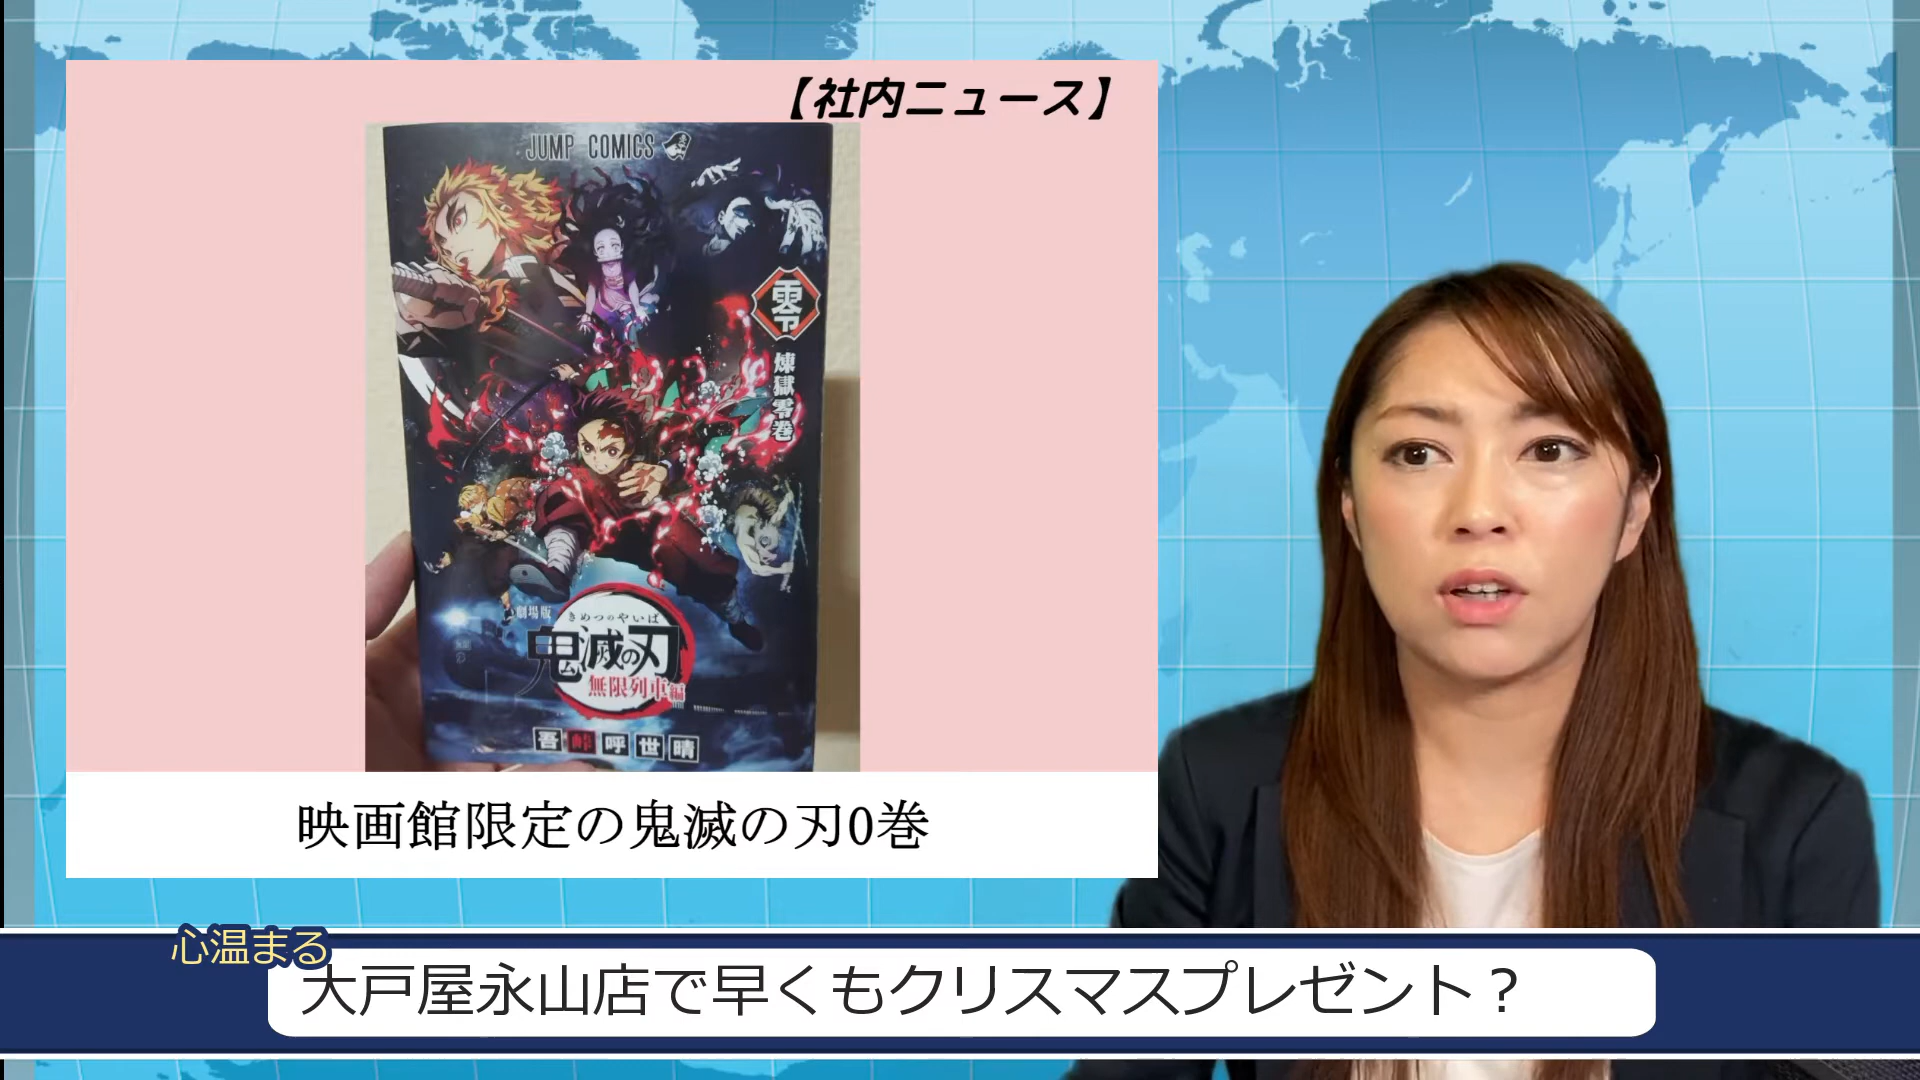 【社内ニュース】
JUMP COMICS
零
煉獄零巻
劇場版
きめつのやいば
鬼滅の刃
無限列車編
吾峠呼世晴
映画館限定の鬼滅の刃0巻
心温まる
大戸屋永山店で早くもクリスマスプレゼント？